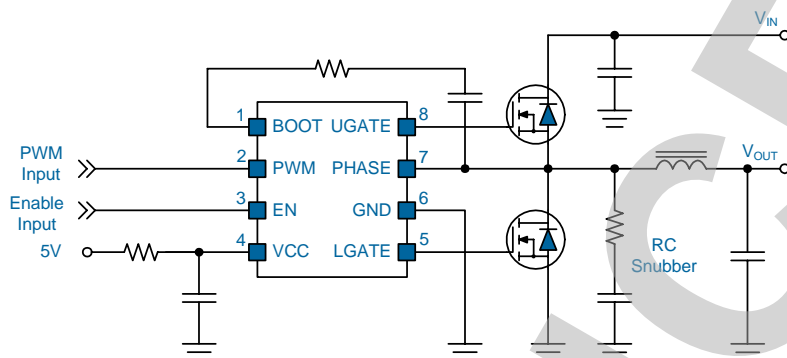 VIN
1
BOOT
UGATE
8
PWM
Input
2
PWM
PHASE
7
VOUT
Enable
Input
3
EN
GND
6
5V
4
VCC
LGATE
5
RC
Snubber